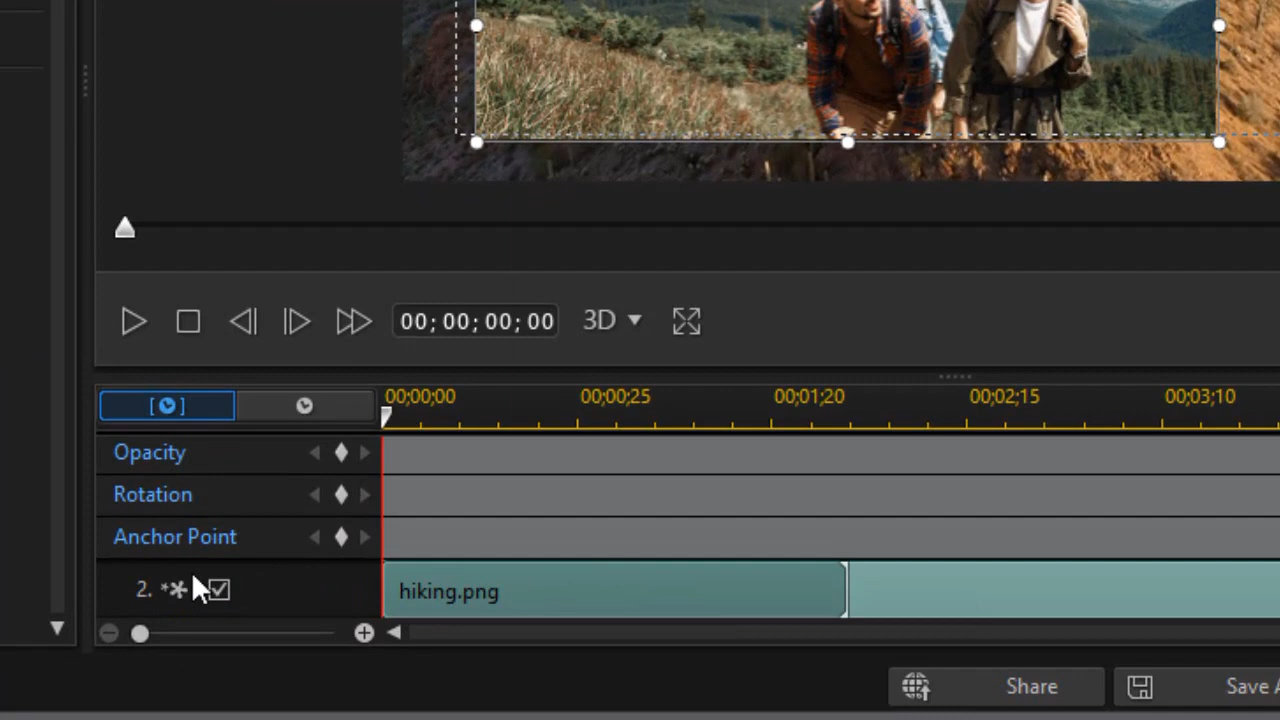 00;00;00;00
3D
00;00;00 00;00;25 00;01;20 00;02;15 00;03;10
Opacity
Rotation
Anchor Point
2. hiking.png
Share Save